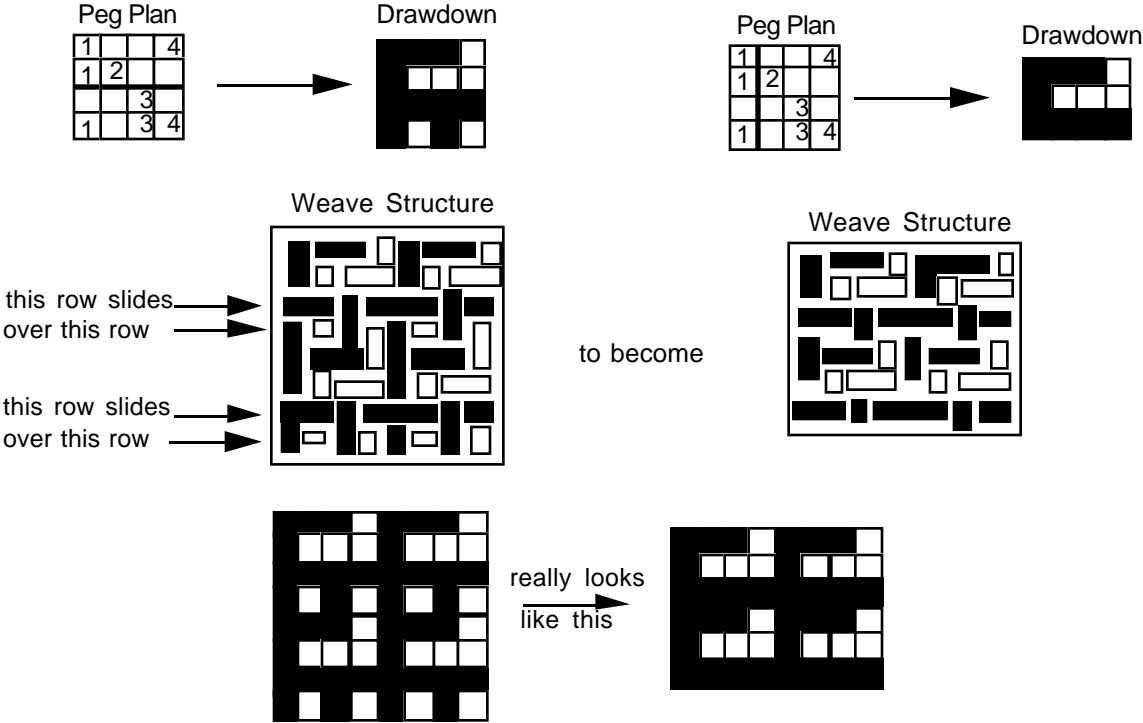 Peg Plan
Drawdown
1 4
1 2
3
1 3 4
Peg Plan
Drawdown
1 4
1 2
3
1 3 4
Weave Structure
this row slides
over this row
this row slides
over this row
to become
Weave Structure
really looks
like this